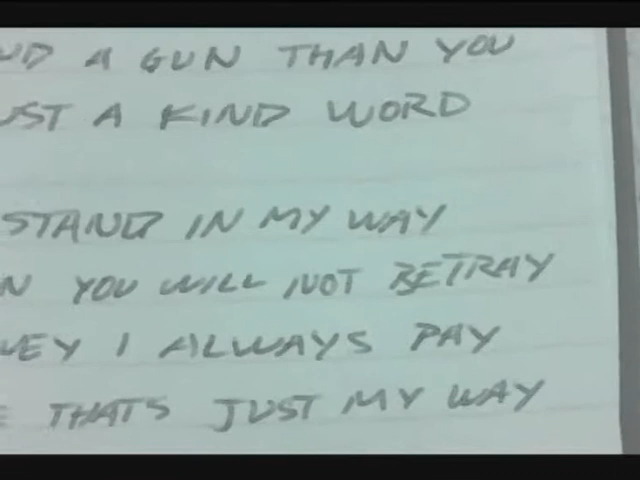 A GUN THAN YOU
A KIND WORD
STAND IN MY WAY
YOU WILL NOT BETRAY
I ALWAYS PAY
THATS JUST MY WAY